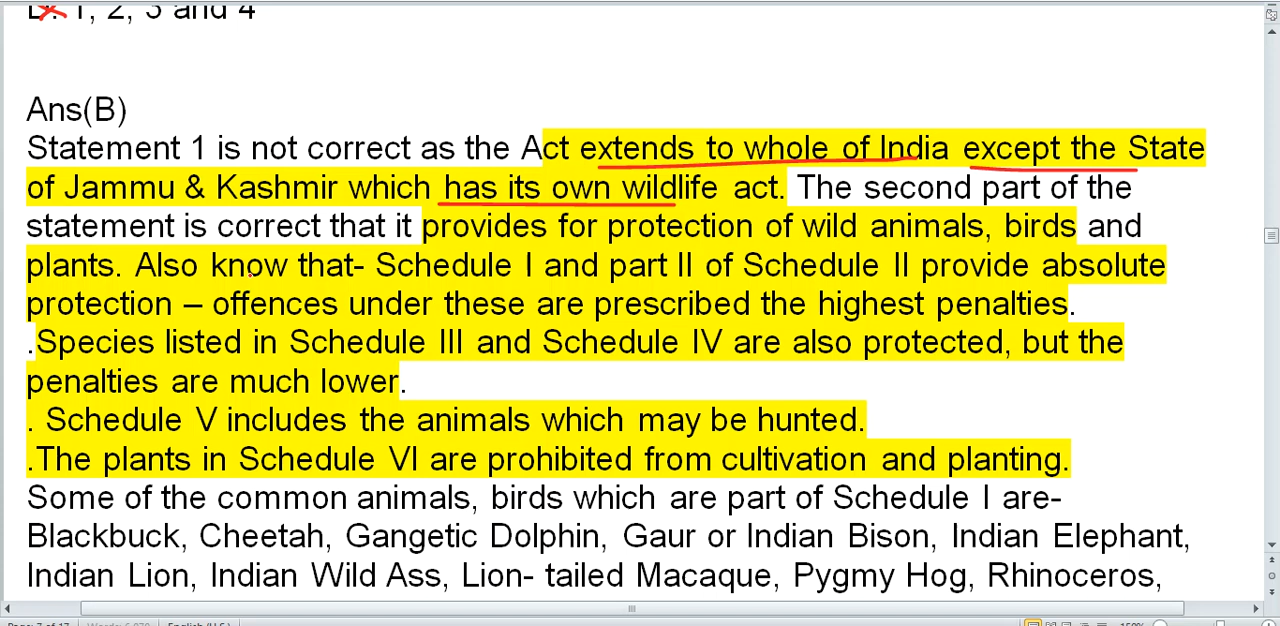 1, 2, 3 and 4
Ans(B)
Statement 1 is not correct as the Act extends to whole of India except the State
of Jammu & Kashmir which has its own wildlife act. The second part of the
statement is correct that it provides for protection of wild animals, birds and
plants. Also know that- Schedule I and part II of Schedule II provide absolute
protection – offences under these are prescribed the highest penalties.
.Species listed in Schedule III and Schedule IV are also protected, but the
penalties are much lower.
. Schedule V includes the animals which may be hunted.
.The plants in Schedule VI are prohibited from cultivation and planting.
Some of the common animals, birds which are part of Schedule I are-
Blackbuck, Cheetah, Gangetic Dolphin, Gaur or Indian Bison, Indian Elephant,
Indian Lion, Indian Wild Ass, Lion- tailed Macaque, Pygmy Hog, Rhinoceros,